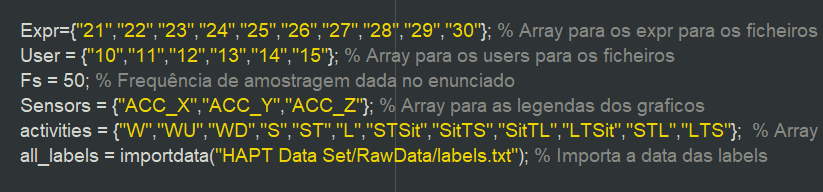 Expr={"21","22","23","24","25","26","27","28","29","30"}; % Array para os expr para os ficheiros
User = {"10","11","12","13","14","15"}; % Array para os users para os ficheiros
Fs = 50; % Frequência de amostragem dada no enunciado
Sensors = {"ACC_X","ACC_Y","ACC_Z"}; % Array para as legendas dos graficos
activities = {"W","WU","WD","S","ST","L","STSit","SitTS","SitTL","LTSit","STL","LTS"};  % Array
all_labels = importdata("HAPT Data Set/RawData/labels.txt"); % Importa a data das labels